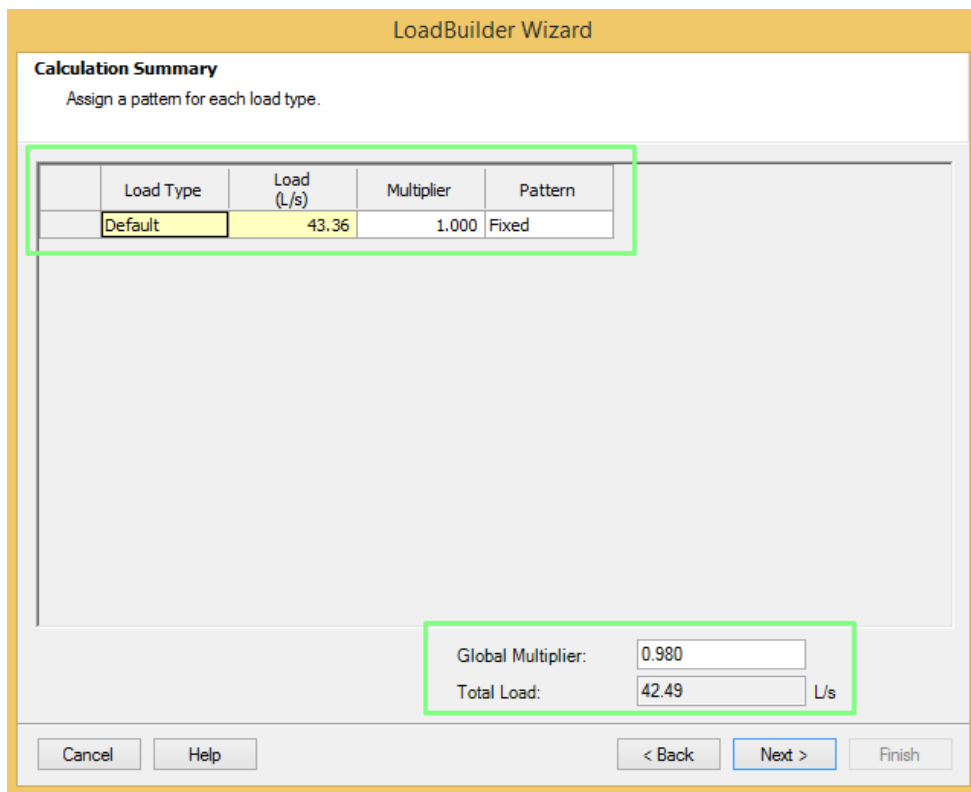 LoadBuilder Wizard
Calculation Summary
Assign a pattern for each load type.
Load Type Load (L/s) Multiplier Pattern
Default 43.36 1.000 Fixed
Global Multiplier: 0.980
Total Load: 42.49 L/s
Cancel Help < Back Next > Finish